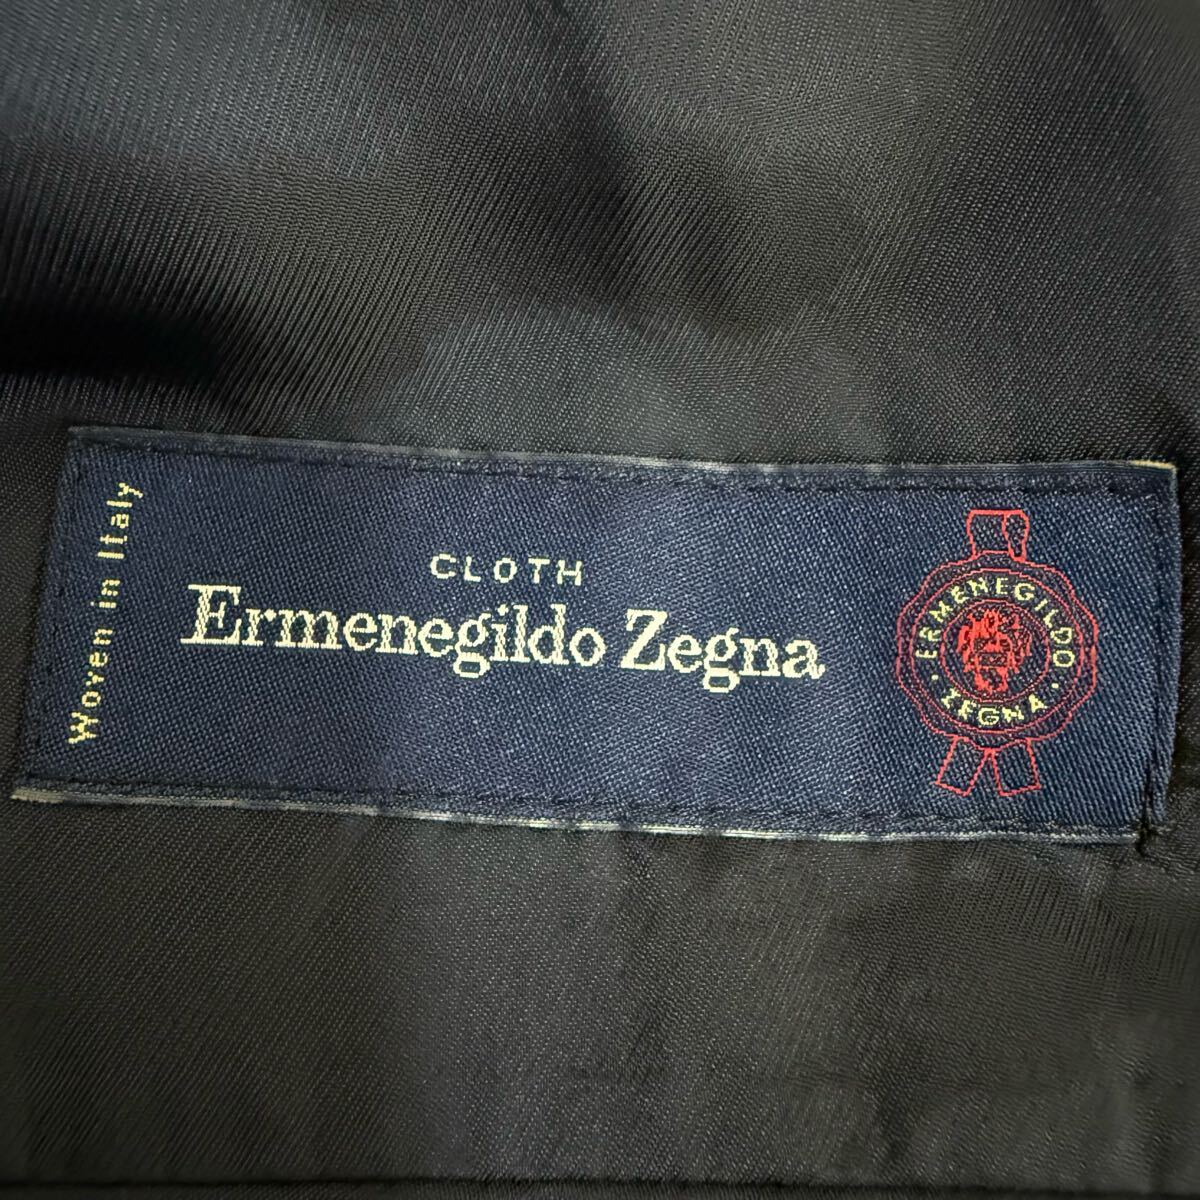 Woven in Italy
CLOTH
Ermenegildo Zegna
ERMENEGILDO
· ZEGNA ·